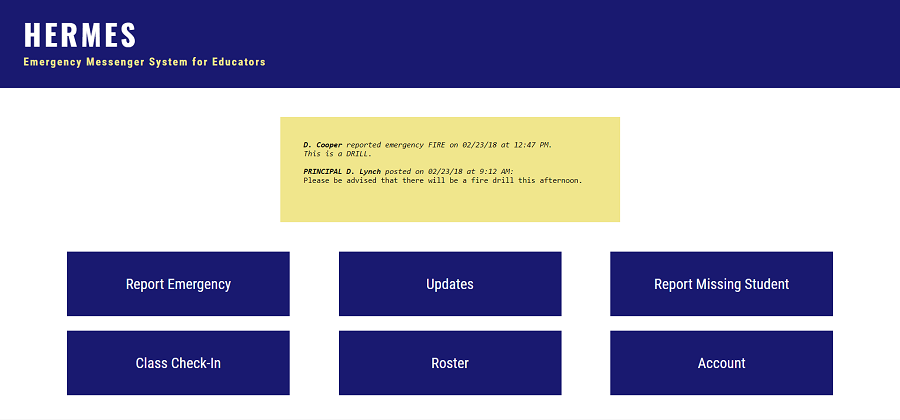 HERMES
Emergency Messenger System for Educators
D. Cooper reported emergency FIRE on 02/23/18 at 12:47 PM.
This is a DRILL.
PRINCIPAL D. Lynch posted on 02/23/18 at 9:12 AM:
Please be advised that there will be a fire drill this afternoon.
Report Emergency
Updates
Report Missing Student
Class Check-In
Roster
Account